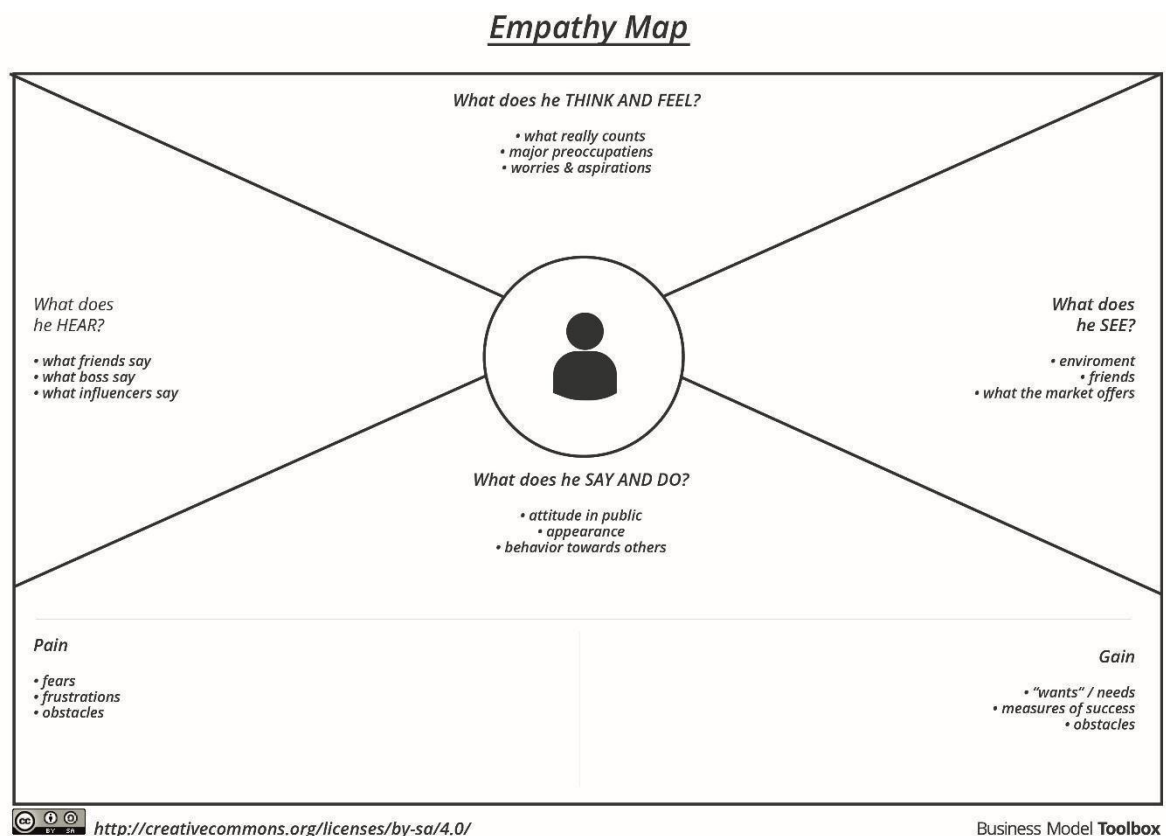 Empathy Map
What does he THINK AND FEEL?
• what really counts
• major preoccupatiens
• worries & aspirations
What does
he HEAR?
• what friends say
• what boss say
• what influencers say
What does
he SEE?
• enviroment
• friends
• what the market offers
What does he SAY AND DO?
• attitude in public
• appearance
• behavior towards others
Pain
• fears
• frustrations
• obstacles
Gain
• “wants” / needs
• measures of success
• obstacles
cc
BY SA
http://creativecommons.org/licenses/by-sa/4.0/
Business Model Toolbox